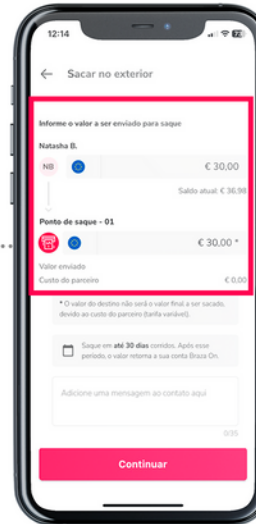 12:14
Sacar no exterior
Informe o valor a ser enviado para saque
Natasha B.
NB
€ 30,00
Saldo atual: € 36,98
Ponto de saque - 01
€ 30,00 *
Valor enviado
Custo do parceiro € 0,00
* O valor do destino não será o valor final a ser sacado,
devido ao custo do parceiro (tarifa variável).
Saque em até 30 dias corridos. Após esse
período, o valor retorna a sua conta Braza On.
Adicione uma mensagem ao contato aqui
0/35
Continuar